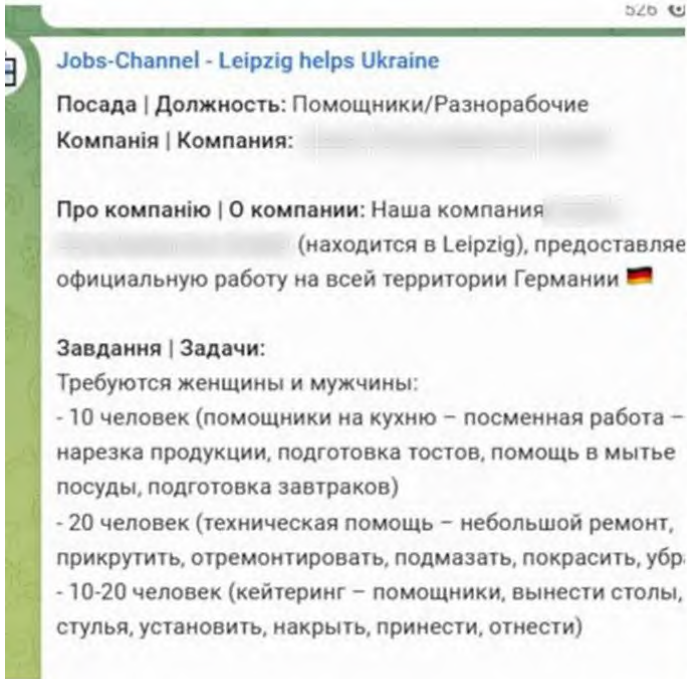 526
Jobs-Channel - Leipzig helps Ukraine
Посада | Должность: Помощники/Разнорабочие
Компанія | Компания:
Про компанію | О компании: Наша компания
(находится в Leipzig), предоставляе
официальную работу на всей территории Германии 🇩🇪
Завдання | Задачи:
Требуются женщины и мужчины:
- 10 человек (помощники на кухню – посменная работа –
нарезка продукции, подготовка тостов, помощь в мытье
посуды, подготовка завтраков)
- 20 человек (техническая помощь – небольшой ремонт,
прикрутить, отремонтировать, подмазать, покрасить, убр
- 10-20 человек (кейтеринг – помощники, вынести столы,
стулья, установить, накрыть, принести, отнести)